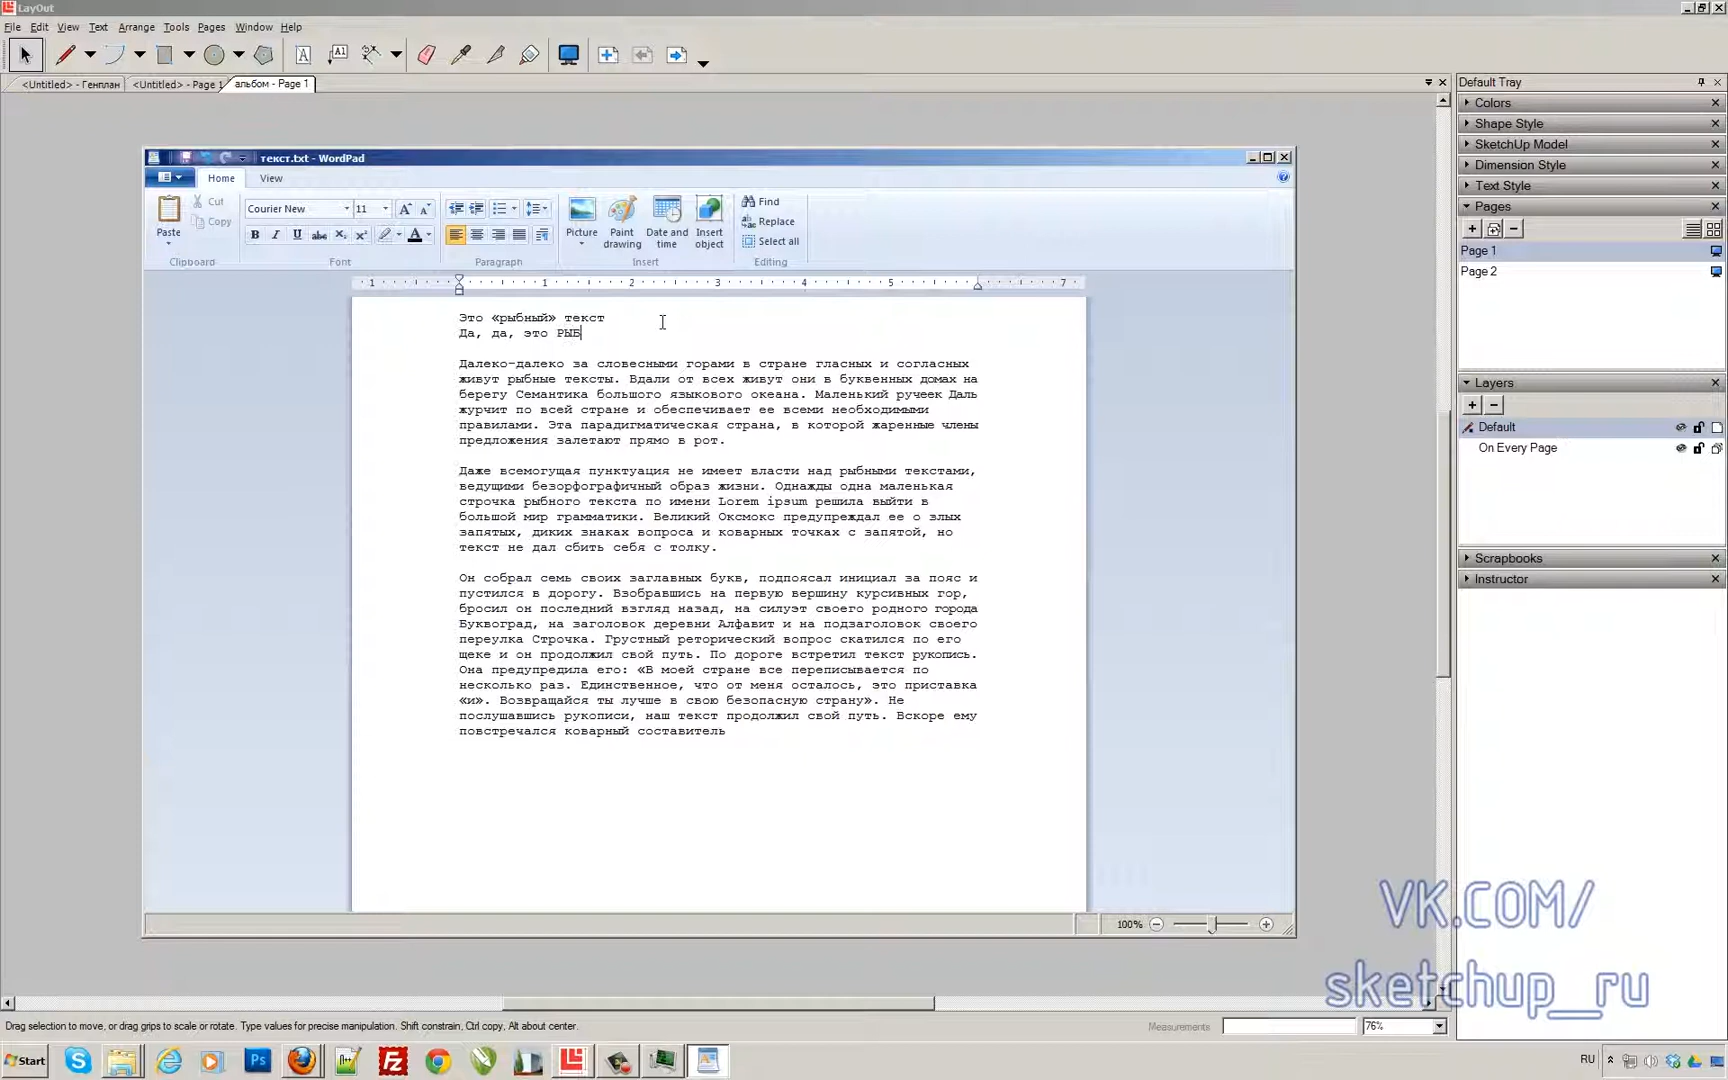 LayOut
File Edit View Text Arrange Tools Pages Window Help
<Untitled> - Генплан <Untitled> - Page 1 альбом - Page 1
Default Tray
Colors
Shape Style
SketchUp Model
Dimension Style
Text Style
Pages
Page 1
Page 2
Layers
Default
On Every Page
Scrapbooks
Instructor
текст.txt - WordPad
Home View
Paste
Cut
Copy
Clipboard
Courier New 11
Font
Paragraph
Picture
Paint drawing
Date and time
Insert object
Insert
Find
Replace
Select all
Editing
1 1 2 3 4 5 7
Это «рыбный» текст
Да, да, это РЫБ
Далеко-далеко за словесными горами в стране гласных и согласных
живут рыбные тексты. Вдали от всех живут они в буквенных домах на
берегу Семантика большого языкового океана. Маленький ручеек Даль
журчит по всей стране и обеспечивает ее всеми необходимыми
правилами. Эта парадигматическая страна, в которой жаренные члены
предложения залетают прямо в рот.
Даже всемогущая пунктуация не имеет власти над рыбными текстами,
ведущими безорфографичный образ жизни. Однажды одна маленькая
строчка рыбного текста по имени Lorem ipsum решила выйти в
большой мир грамматики. Великий Оксмокс предупреждал ее о злых
запятых, диких знаках вопроса и коварных точках с запятой, но
текст не дал сбить себя с толку.
Он собрал семь своих заглавных букв, подпоясал инициал за пояс и
пустился в дорогу. Взобравшись на первую вершину курсивных гор,
бросил он последний взгляд назад, на силуэт своего родного города
Буквоград, на заголовок деревни Алфавит и на подзаголовок своего
переулка Строчка. Грустный реторический вопрос скатился по его
щеке и он продолжил свой путь. По дороге встретил текст рукопись.
Она предупредила его: «В моей стране все переписывается по
несколько раз. Единственное, что от меня осталось, это приставка
«и». Возвращайся ты лучше в свою безопасную страну». Не
послушавшись рукописи, наш текст продолжил свой путь. Вскоре ему
повстречался коварный составитель
100%
VK.COM/
sketchup_ru
Drag selection to move, or drag grips to scale or rotate. Type values for precise manipulation. Shift constrain, Ctrl copy, Alt about center.
Measurements
76%
Start
RU